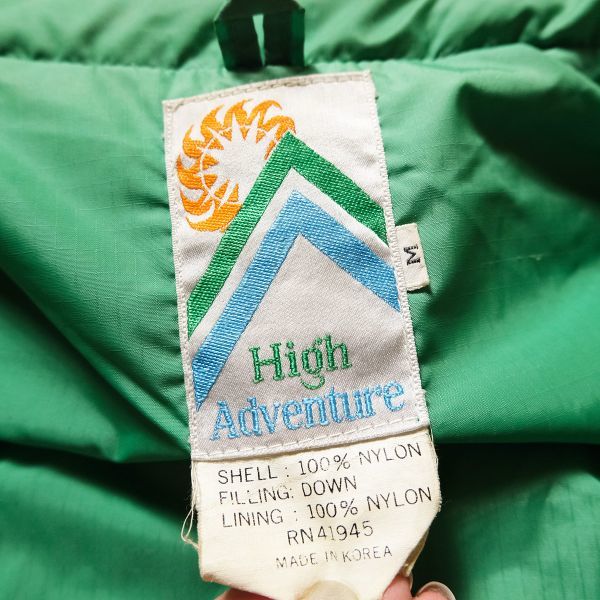 High
Adventure
M
SHELL : 100% NYLON
FILLING: DOWN
LINING : 100% NYLON
RN41945
MADE IN KOREA